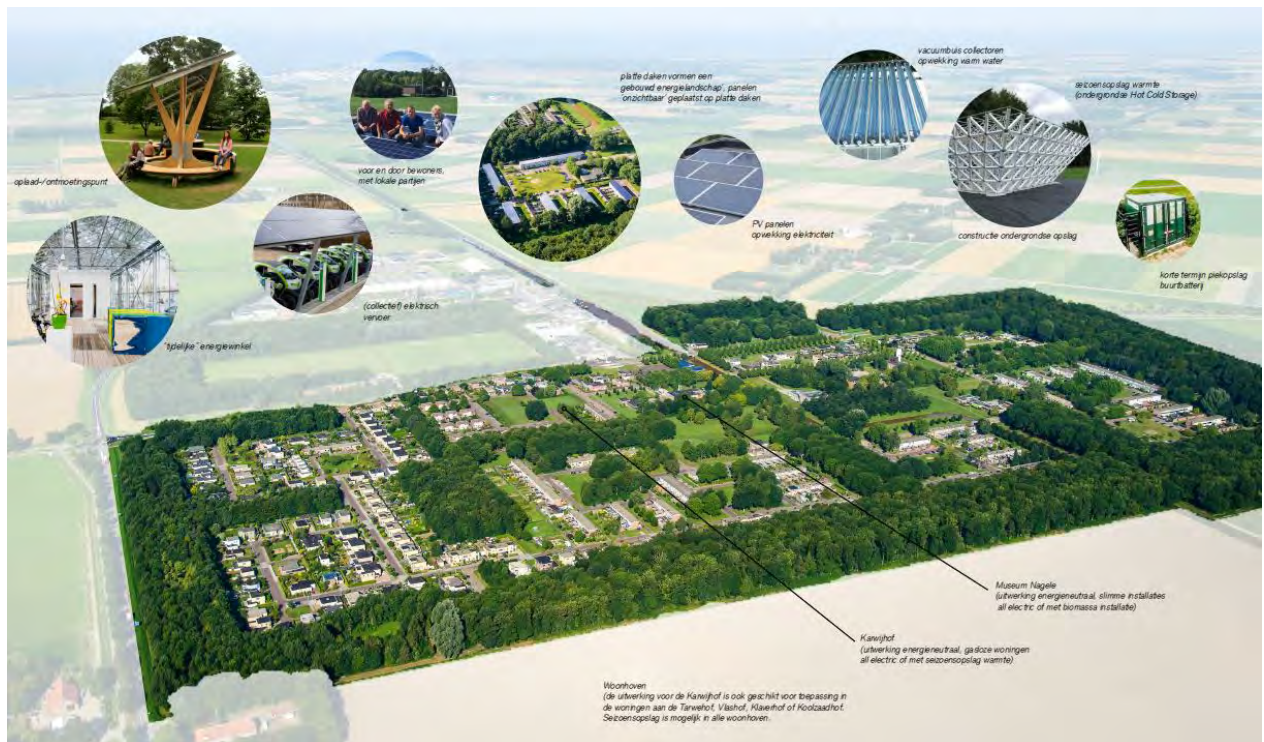 vacuumbuis collectoren
opwekking warm water
platte daken vormen een
gebouwd energielandschap', panelen
'onzichtbaar' geplaatst op platte daken
seizoensopslag warmte
(ondergrondse Hot Cold Storage)
oplaad-/ontmoetingspunt
voor en door bewoners,
met lokale partijen
PV panelen
opwekking elektriciteit
constructie ondergrondse opslag
korte termijn piekopslag
buurtbatterij
(collectief) elektrisch
vervoer
"tijdelijke" energiewinkel
Museum Nagele
(uitwerking energieneutraal, slimme installaties
all electric of met biomassa installatie)
Karwijhof
(uitwerking energieneutraal, gasloze woningen
all electric of met seizoensopslag warmte)
Woonhoven
(de uitwerking voor de Karwijhof is ook geschikt voor toepassing in
de woningen aan de Tarwehof, Vlashof, Klaverhof of Koolzaadhof.
Seizoensopslag is mogelijk in alle woonhoven.